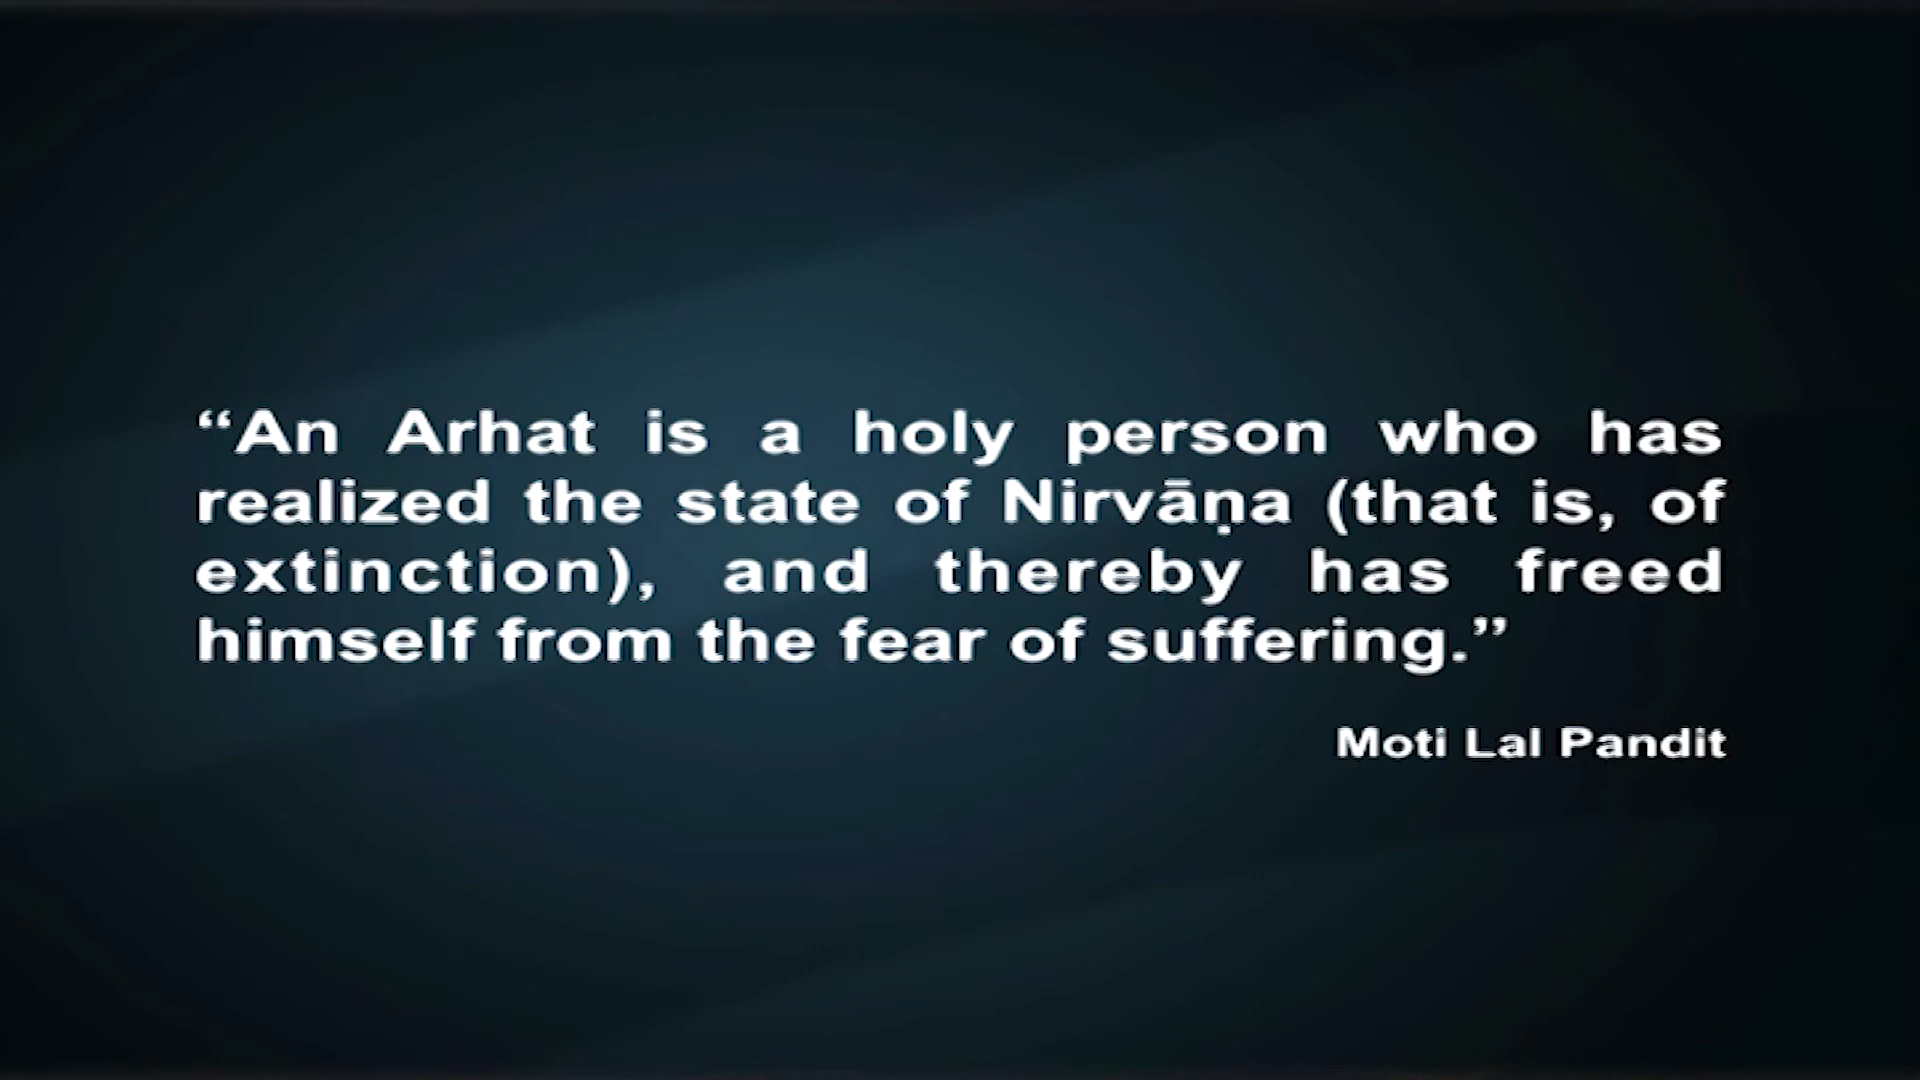 “An Arhat is a holy person who has
realized the state of Nirvāṇa (that is, of
extinction), and thereby has freed
himself from the fear of suffering.”
Moti Lal Pandit